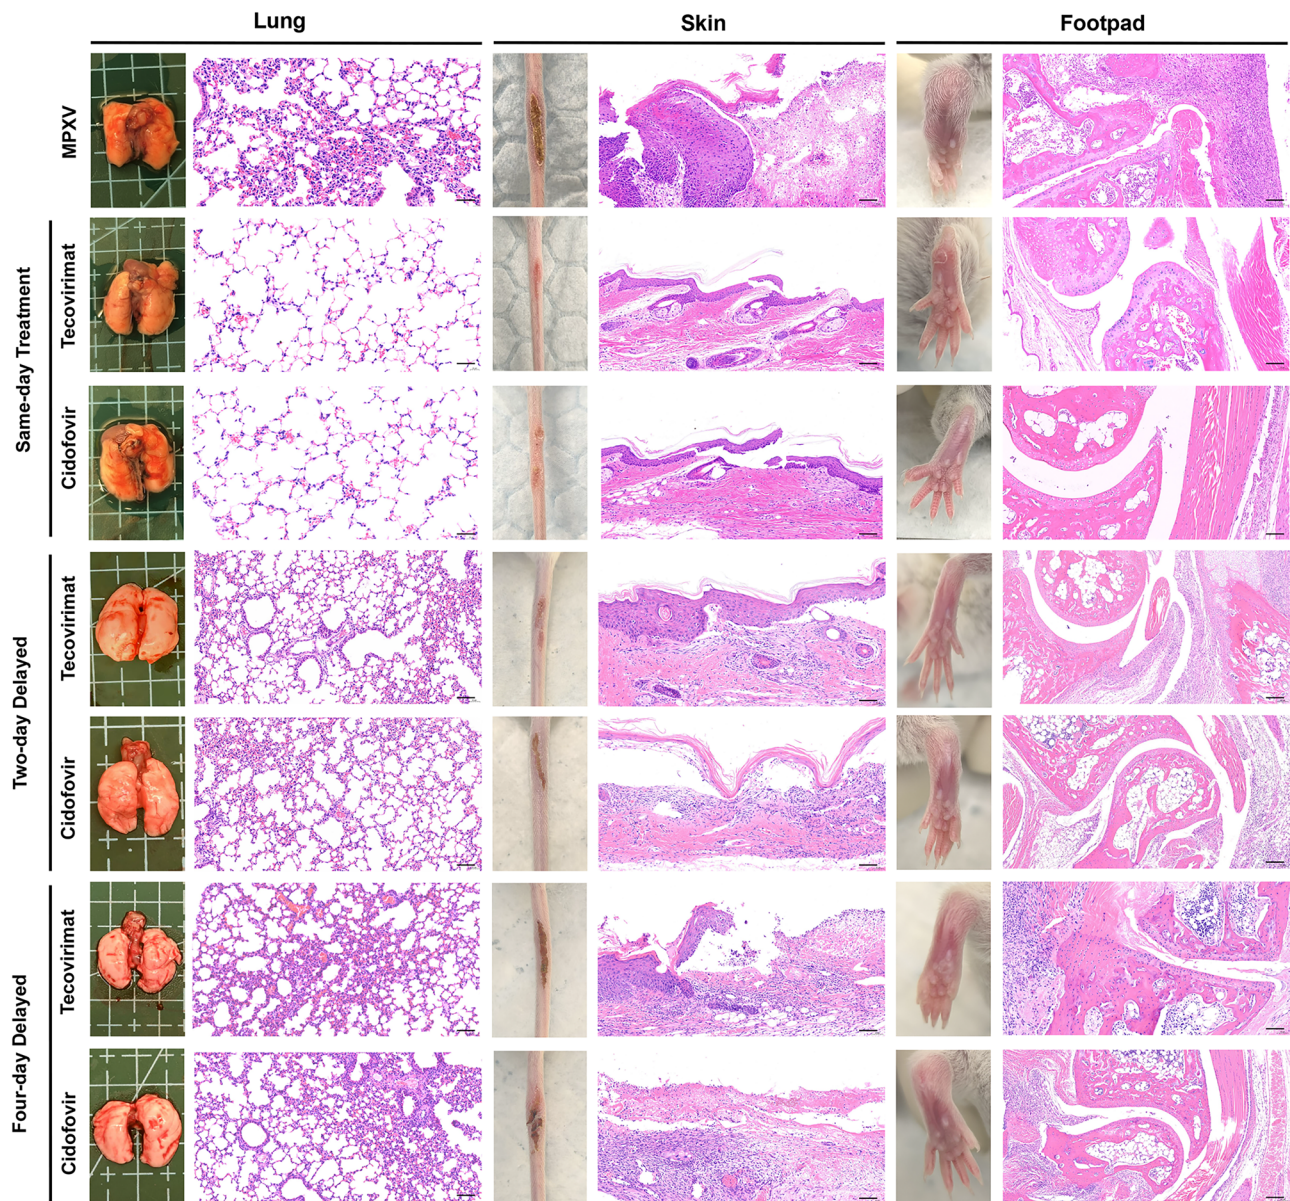 Lung
Skin
Footpad
MPXV
Same-day Treatment
Tecovirimat
Cidofovir
Two-day Delayed
Tecovirimat
Cidofovir
Four-day Delayed
Tecovirimat
Cidofovir